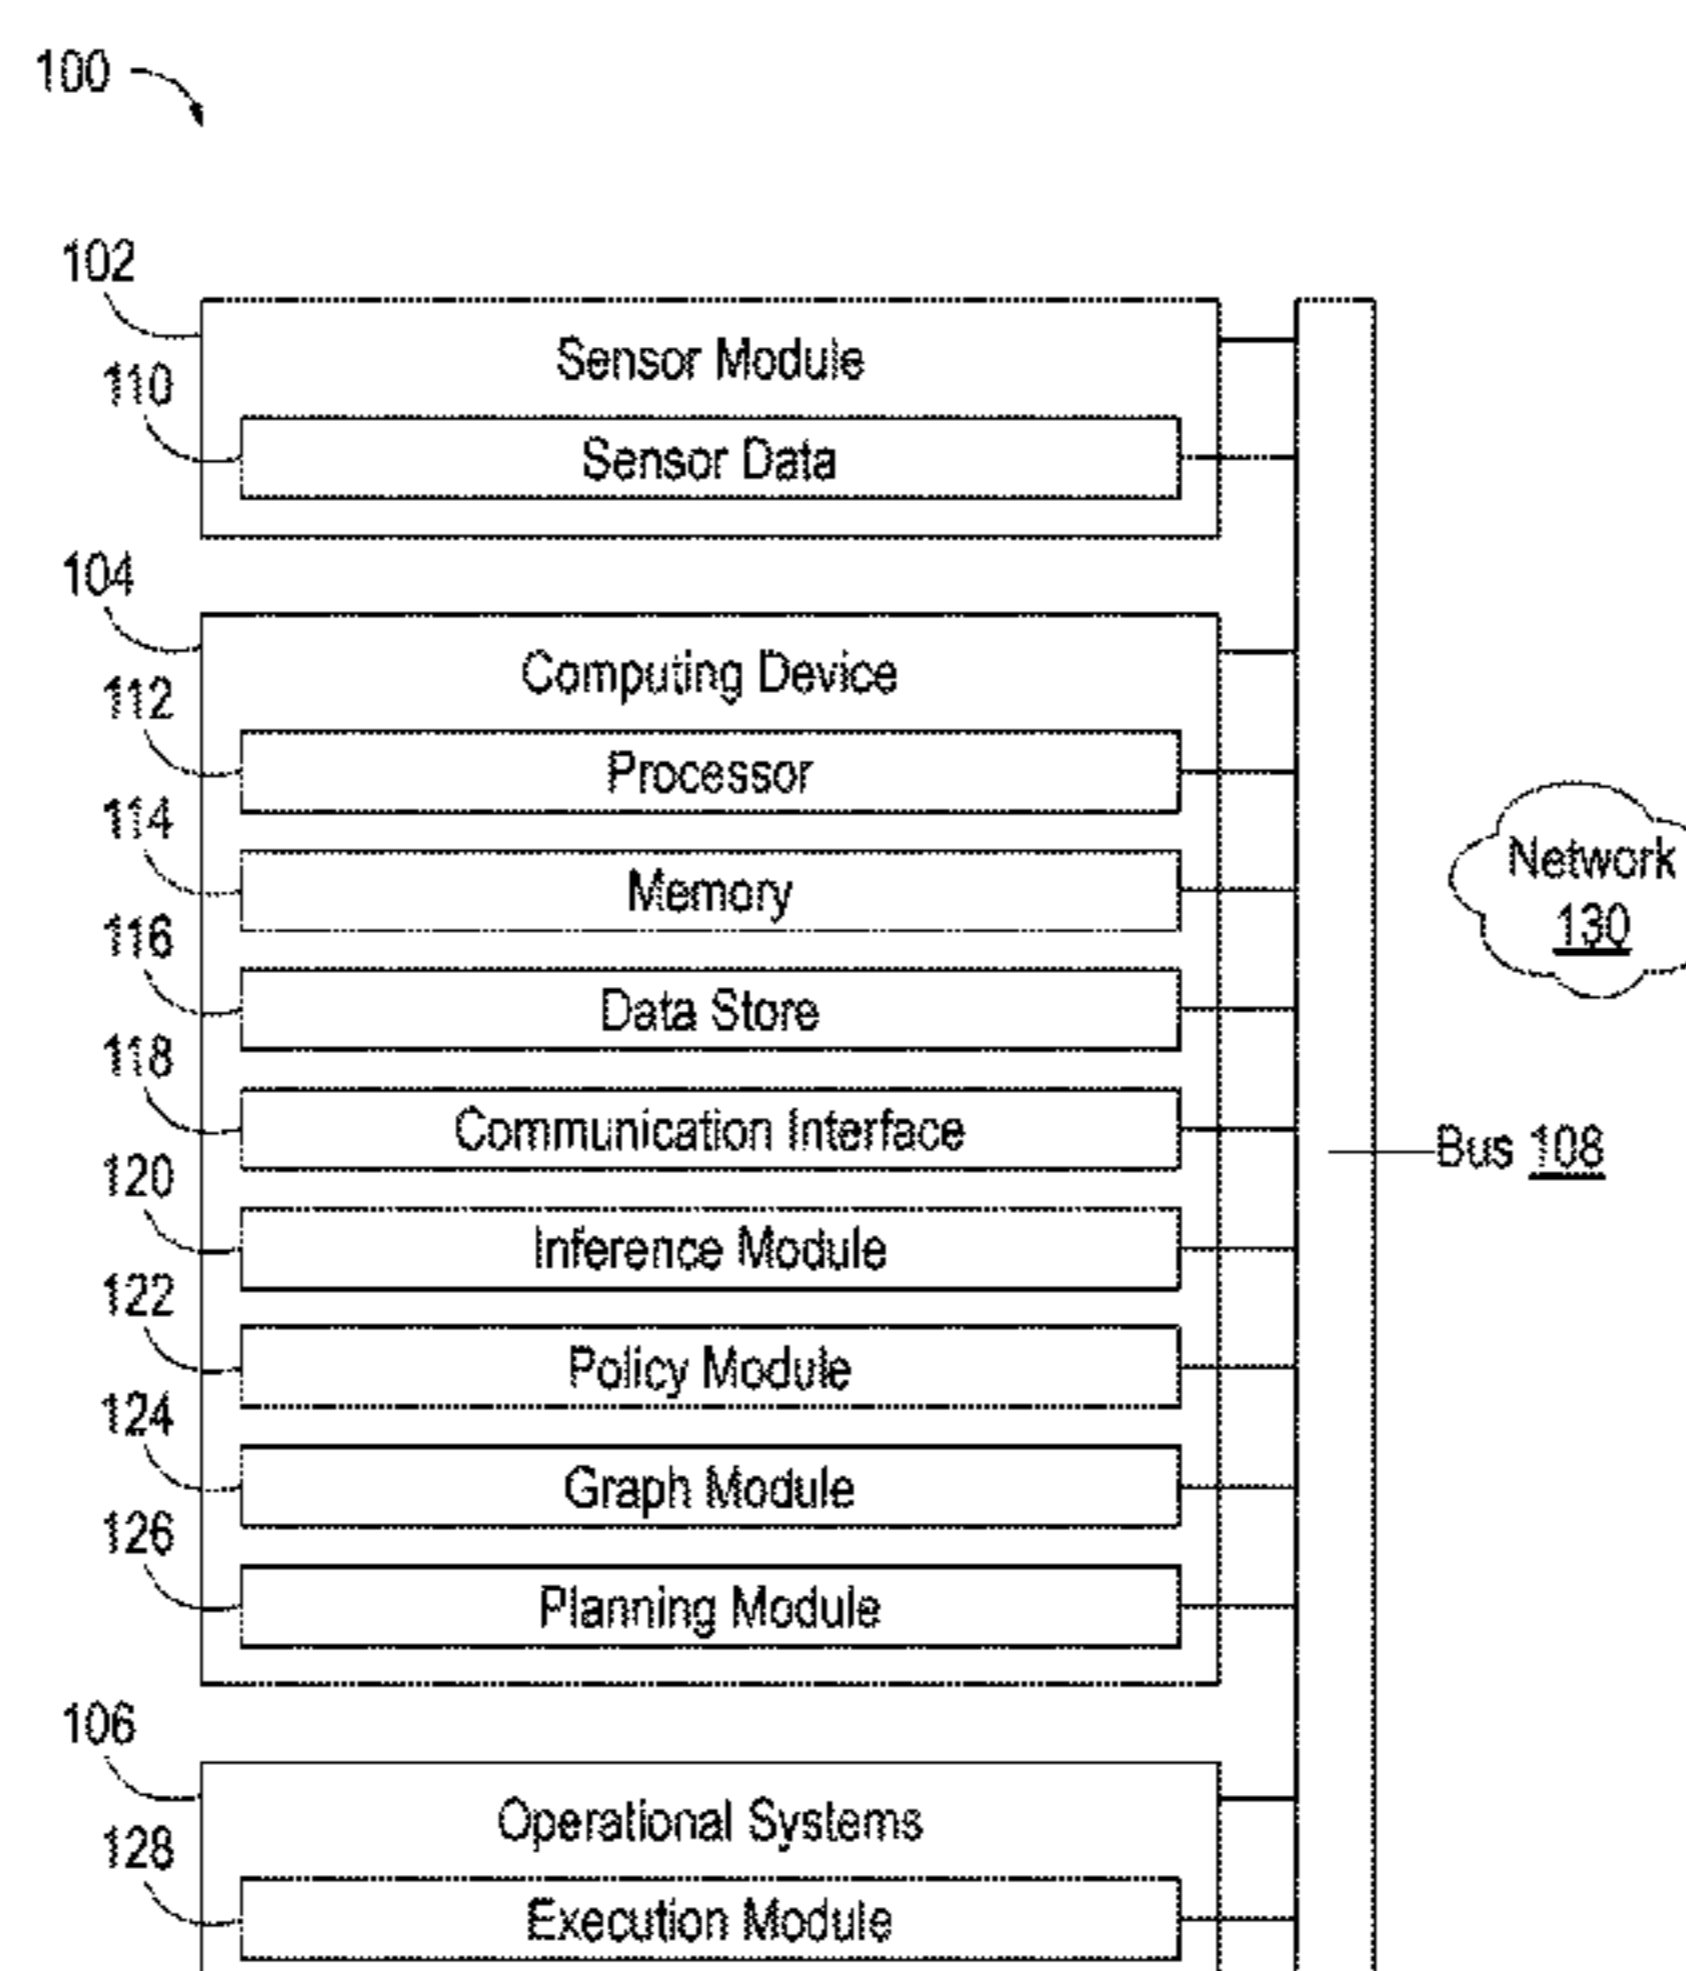 100
102
Sensor Module
110
Sensor Data
104
Computing Device
112
Processor
114
Memory
116
Data Store
118
Communication Interface
120
Inference Module
122
Policy Module
124
Graph Module
126
Planning Module
106
Operational Systems
128
Execution Module
Network
130
Bus 108